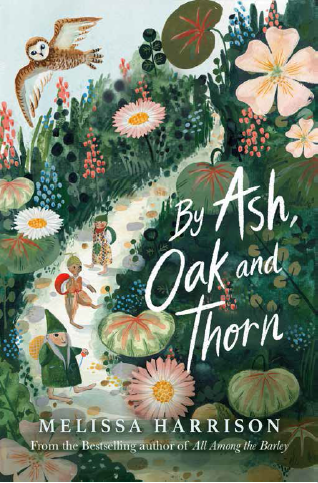 By Ash,
Oak and
Thorn
MELISSA HARRISON
From the Bestselling author of All Among the Barley